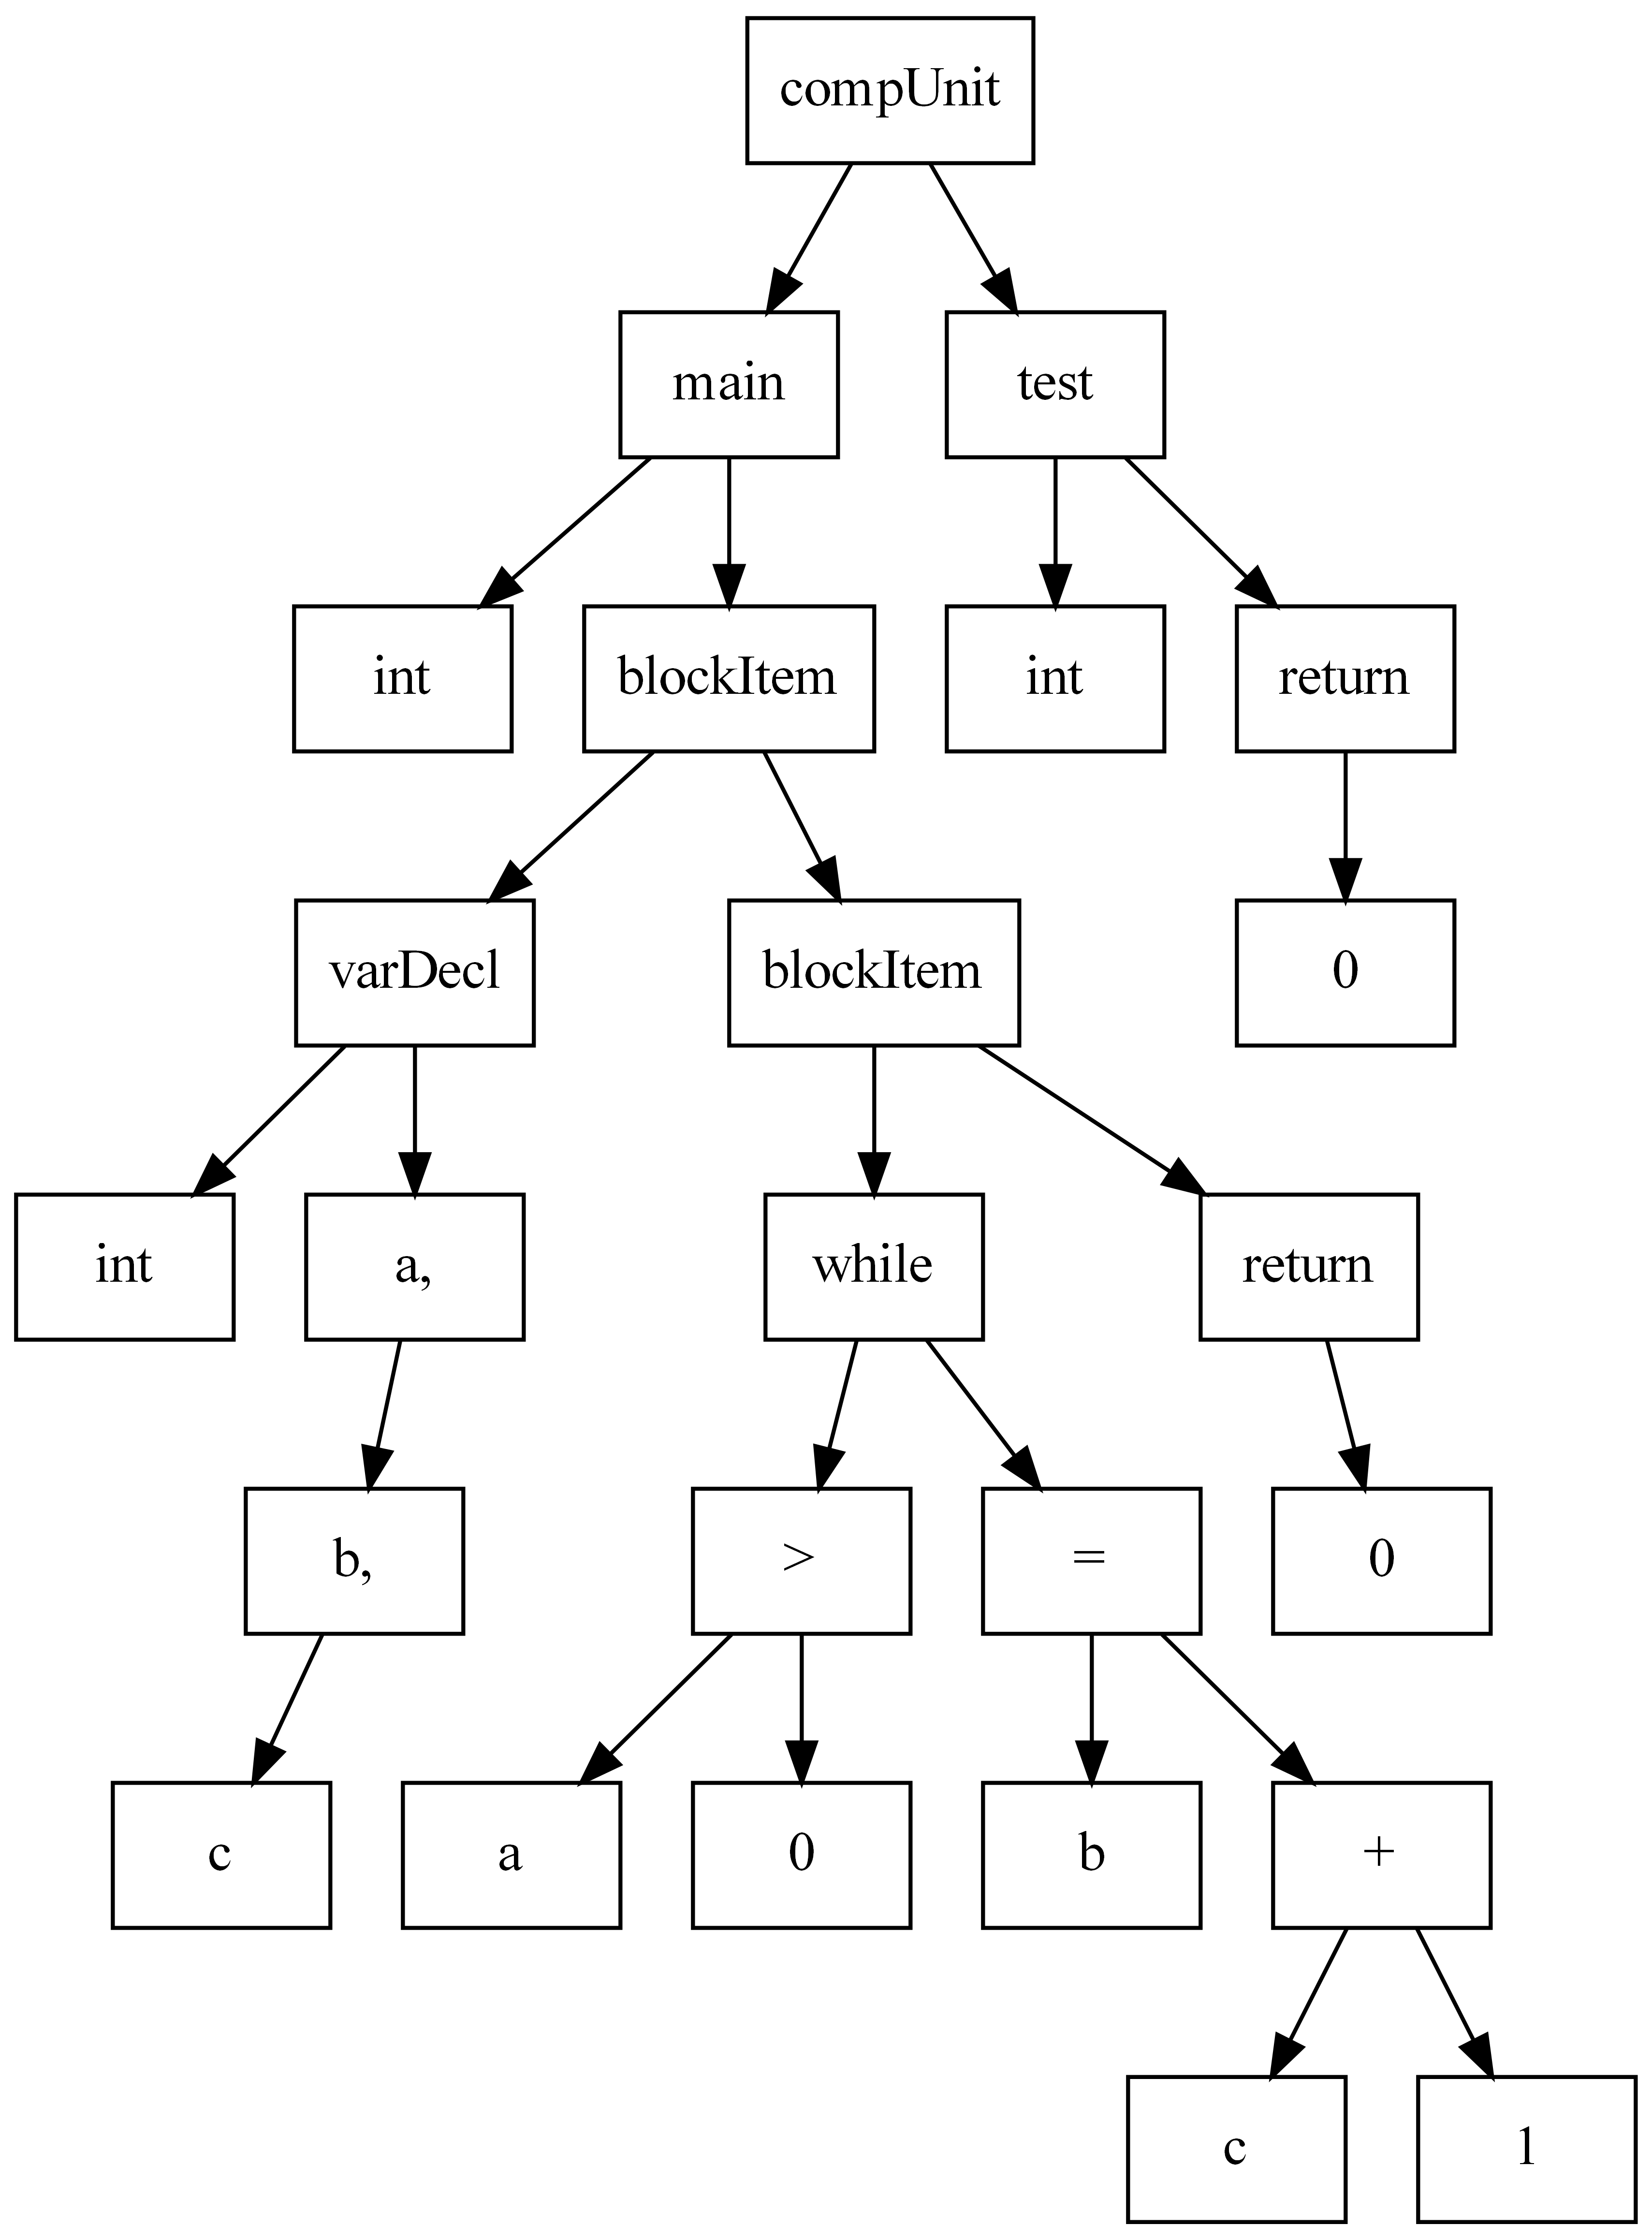 compUnit
main
test
int
blockItem
int
return
varDecl
blockItem
0
int
a,
while
return
b,
>
=
0
c
a
0
b
+
c
1